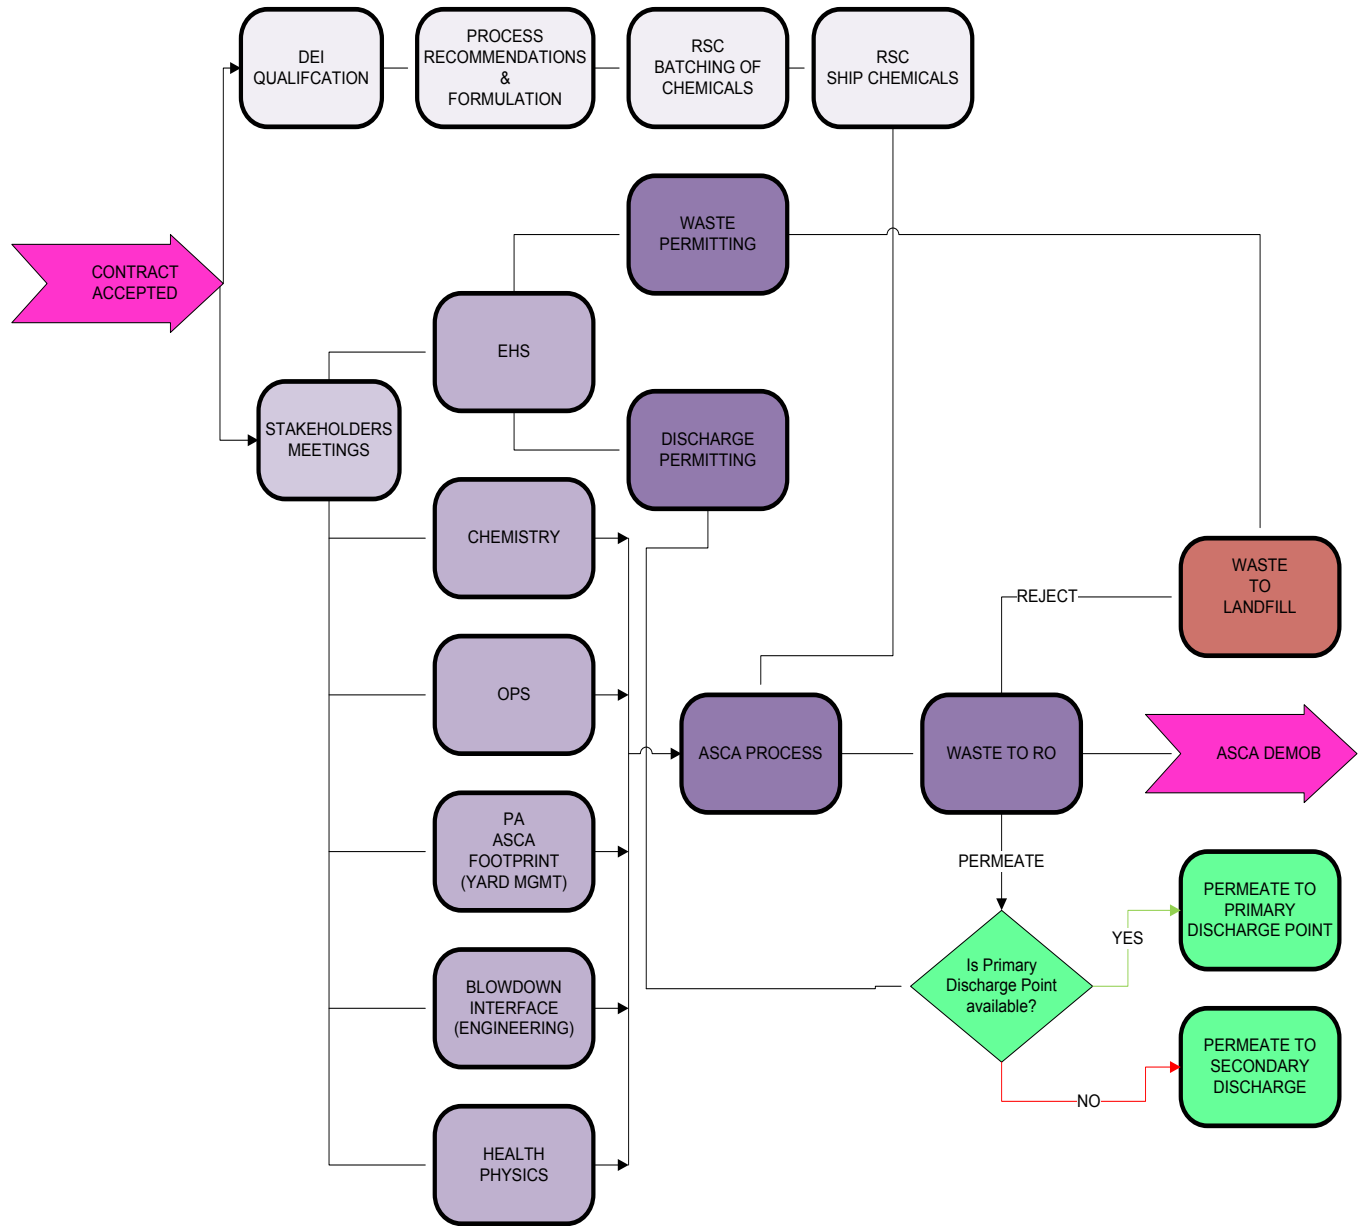 DEI
QUALIFCATION
PROCESS
RECOMMENDATIONS
&
FORMULATION
RSC
BATCHING OF
CHEMICALS
RSC
SHIP CHEMICALS
WASTE
PERMITTING
CONTRACT
ACCEPTED
EHS
STAKEHOLDERS
MEETINGS
DISCHARGE
PERMITTING
CHEMISTRY
WASTE
TO
LANDFILL
REJECT
OPS
ASCA PROCESS
WASTE TO RO
ASCA DEMOB
PA
ASCA
FOOTPRINT
(YARD MGMT)
PERMEATE
PERMEATE TO
PRIMARY
DISCHARGE POINT
YES
Is Primary
Discharge Point
available?
BLOWDOWN
INTERFACE
(ENGINEERING)
PERMEATE TO
SECONDARY
DISCHARGE
NO
HEALTH
PHYSICS